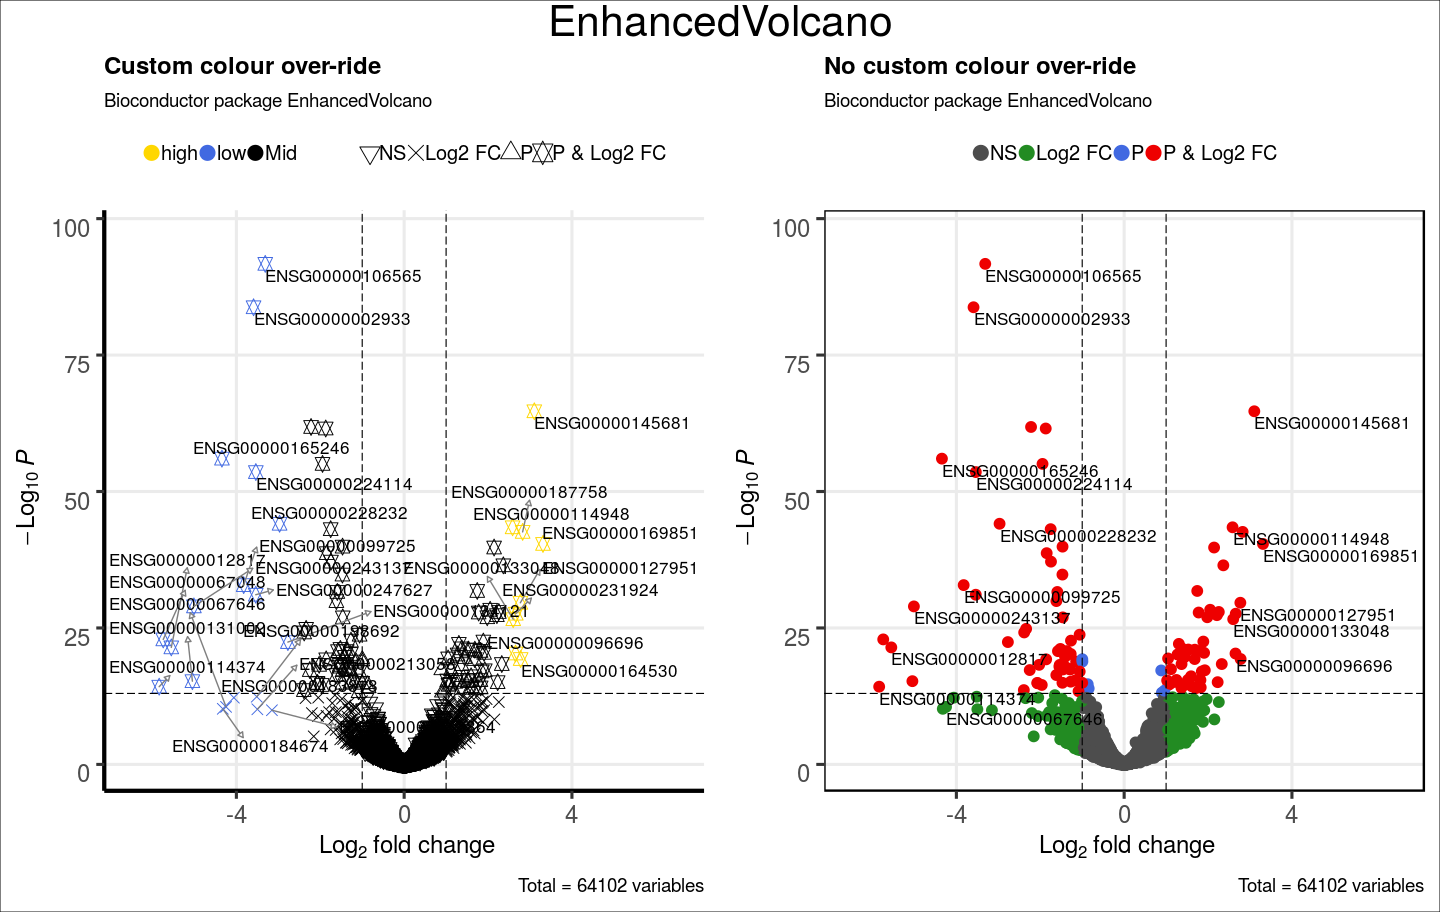 EnhancedVolcano
Custom colour over-ride
Bioconductor package EnhancedVolcano
high low Mid NS Log2 FC P P & Log2 FC
100
75
50
25
0
−Log10 P
ENSG00000106565
ENSG00000002933
ENSG00000145681
ENSG00000165246
ENSG00000224114
ENSG00000187758
ENSG00000228232
ENSG00000114948
ENSG00000169851
ENSG00000099725
ENSG00000012817
ENSG00000243137
ENSG00000133048
ENSG00000127951
ENSG00000067048
ENSG00000247627
ENSG00000231924
ENSG00000067646
ENSG00000131002
ENSG00000198692
ENSG00000096696
ENSG00000114374
ENSG00000164530
ENSG00000184674
-4
0
4
Log2 fold change
Total = 64102 variables
No custom colour over-ride
Bioconductor package EnhancedVolcano
NS Log2 FC P P & Log2 FC
100
75
50
25
0
−Log10 P
ENSG00000106565
ENSG00000002933
ENSG00000145681
ENSG00000165246
ENSG00000224114
ENSG00000228232
ENSG00000114948
ENSG00000169851
ENSG00000099725
ENSG00000243137
ENSG00000127951
ENSG00000133048
ENSG00000012817
ENSG00000096696
ENSG00000114374
ENSG00000067646
-4
0
4
Log2 fold change
Total = 64102 variables